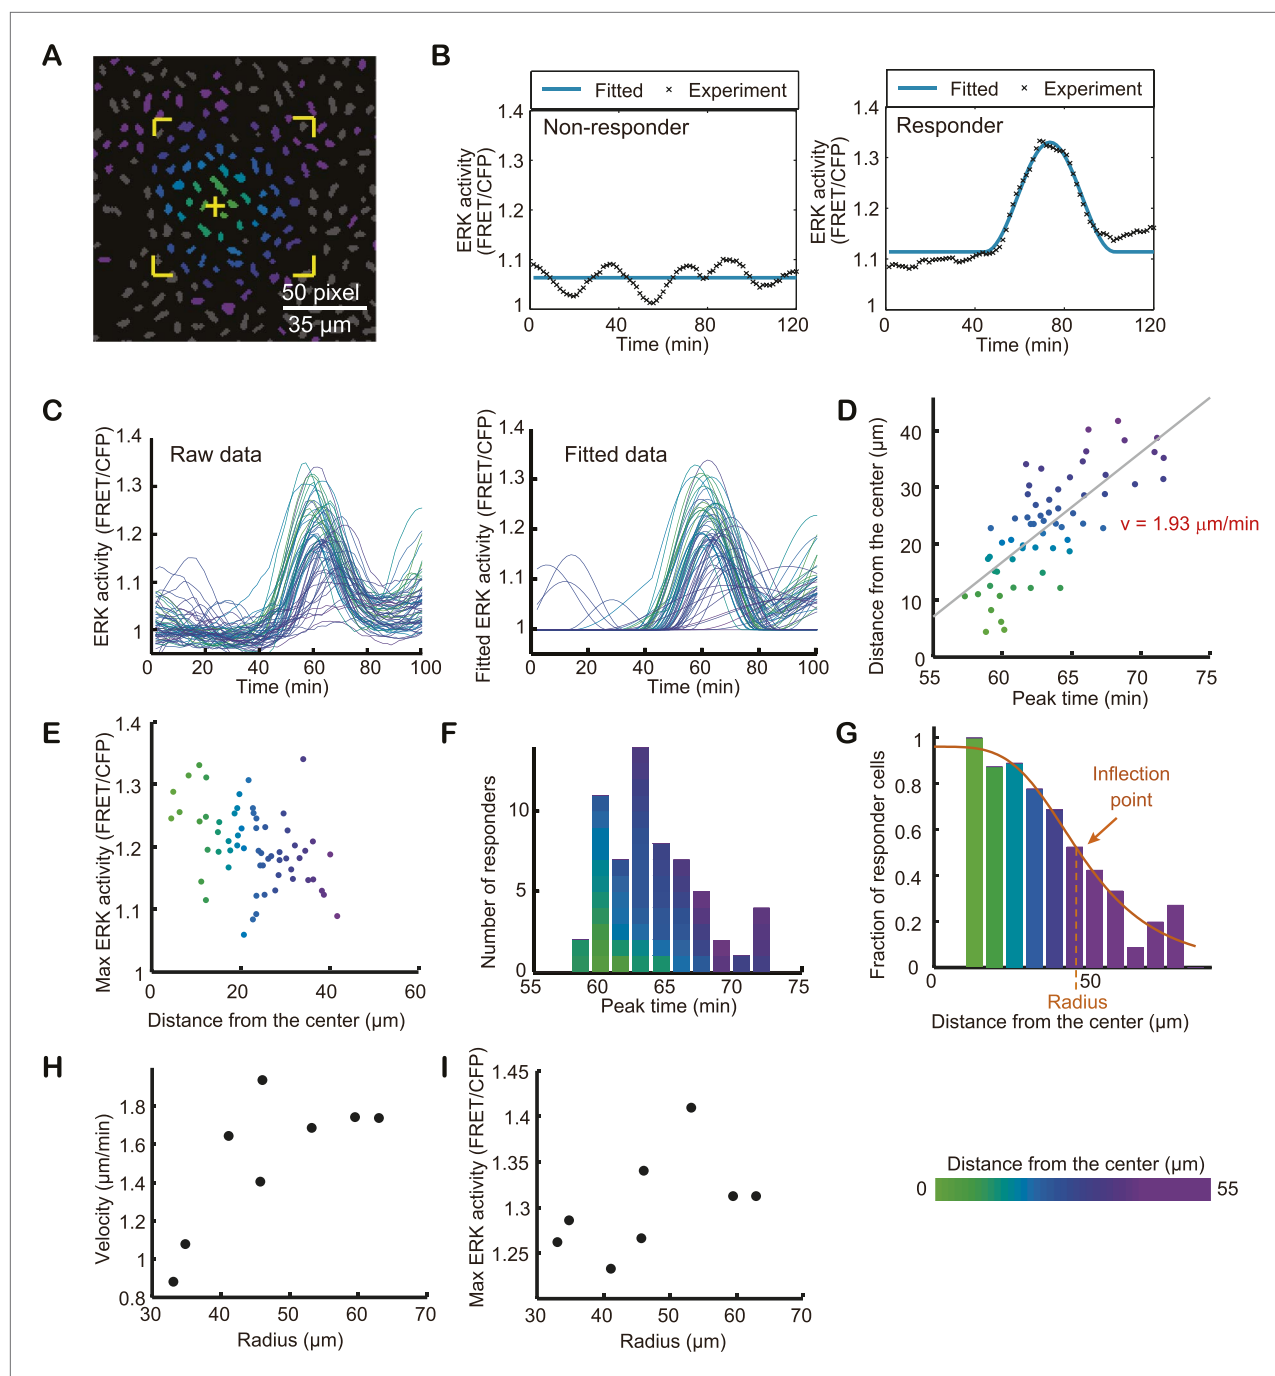 A
50 pixel
35 µm
B
Fitted × Experiment
Non-responder
ERK activity
(FRET/CFP)
1.4
1.3
1.2
1.1
1
0 40 80 120
Time (min)
Fitted × Experiment
Responder
ERK activity
(FRET/CFP)
1.4
1.3
1.2
1.1
1
0 40 80 120
Time (min)
C
Raw data
ERK activity (FRET/CFP)
1.4
1.3
1.2
1.1
1
0 20 40 60 80 100
Time (min)
Fitted data
Fitted ERK activity (FRET/CFP)
1.4
1.3
1.2
1.1
1
0 20 40 60 80 100
Time (min)
D
Distance from the center (µm)
40
30
20
10
0
v = 1.93 µm/min
55 60 65 70 75
Peak time (min)
E
Max ERK activity (FRET/CFP)
1.4
1.3
1.2
1.1
1
0 20 40 60
Distance from the center (µm)
F
Number of responders
10
5
0
55 60 65 70 75
Peak time (min)
G
Fraction of responder cells
1
0.8
0.6
0.4
0.2
0
Inflection
point
0 50
Radius
Distance from the center (µm)
H
Velocity (µm/min)
1.8
1.6
1.4
1.2
1
0.8
30 40 50 60 70
Radius (µm)
I
Max ERK activity (FRET/CFP)
1.45
1.4
1.35
1.3
1.25
30 40 50 60 70
Radius (µm)
Distance from the center (µm)
0 55